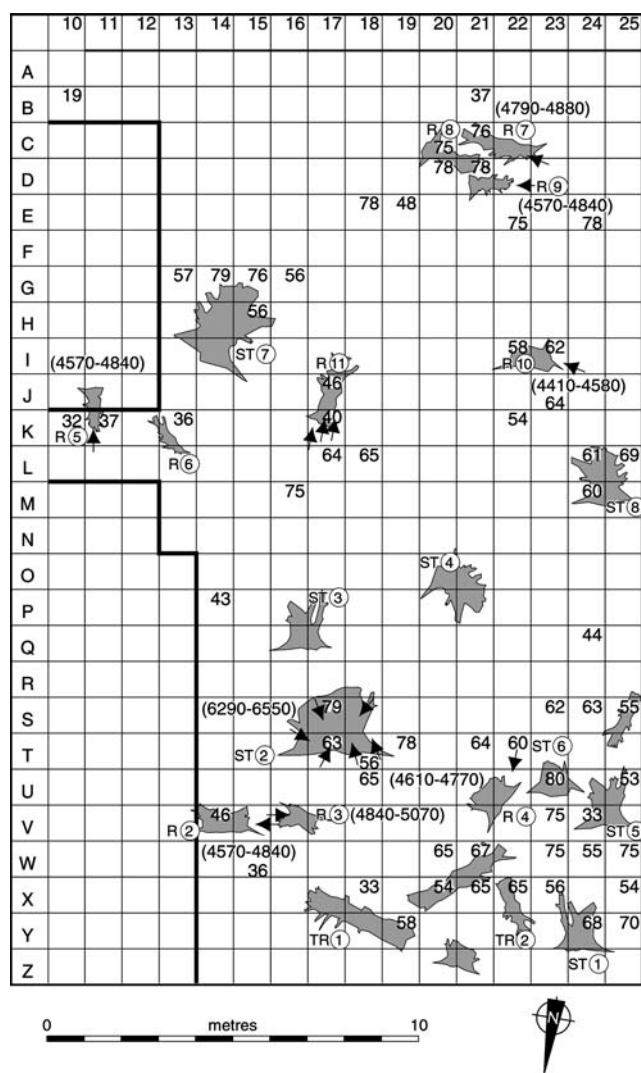 10 11 12 13 14 15 16 17 18 19 20 21 22 23 24 25
A
B 19 37 (4790-4880)
C R 8 76 R 7
75
D 78 78 R 9
E 78 48 (4570-4840)
75 78
F
G 57 79 76 56
H 56
ST 7
I (4570-4840) R 11 58 62
R 10
J 46 (4410-4580)
64
K 32 37 36 40 54
R 5
L R 6 64 65 61 69
M 75 60
ST 8
N
O ST 4
P 43 ST 3
Q 44
R
S (6290-6550) 79 62 63 55
T ST 2 63 78 64 60 ST 6
56
U 65 (4610-4770) 80 53
V R 2 46 R 3 (4840-5070) R 4 75 33 ST 5
W (4570-4840) 65 67 75 55 75
36
X 33 54 65 65 56 54
Y TR 1 58 TR 2 68 70
Z ST 1
0 metres 10
N